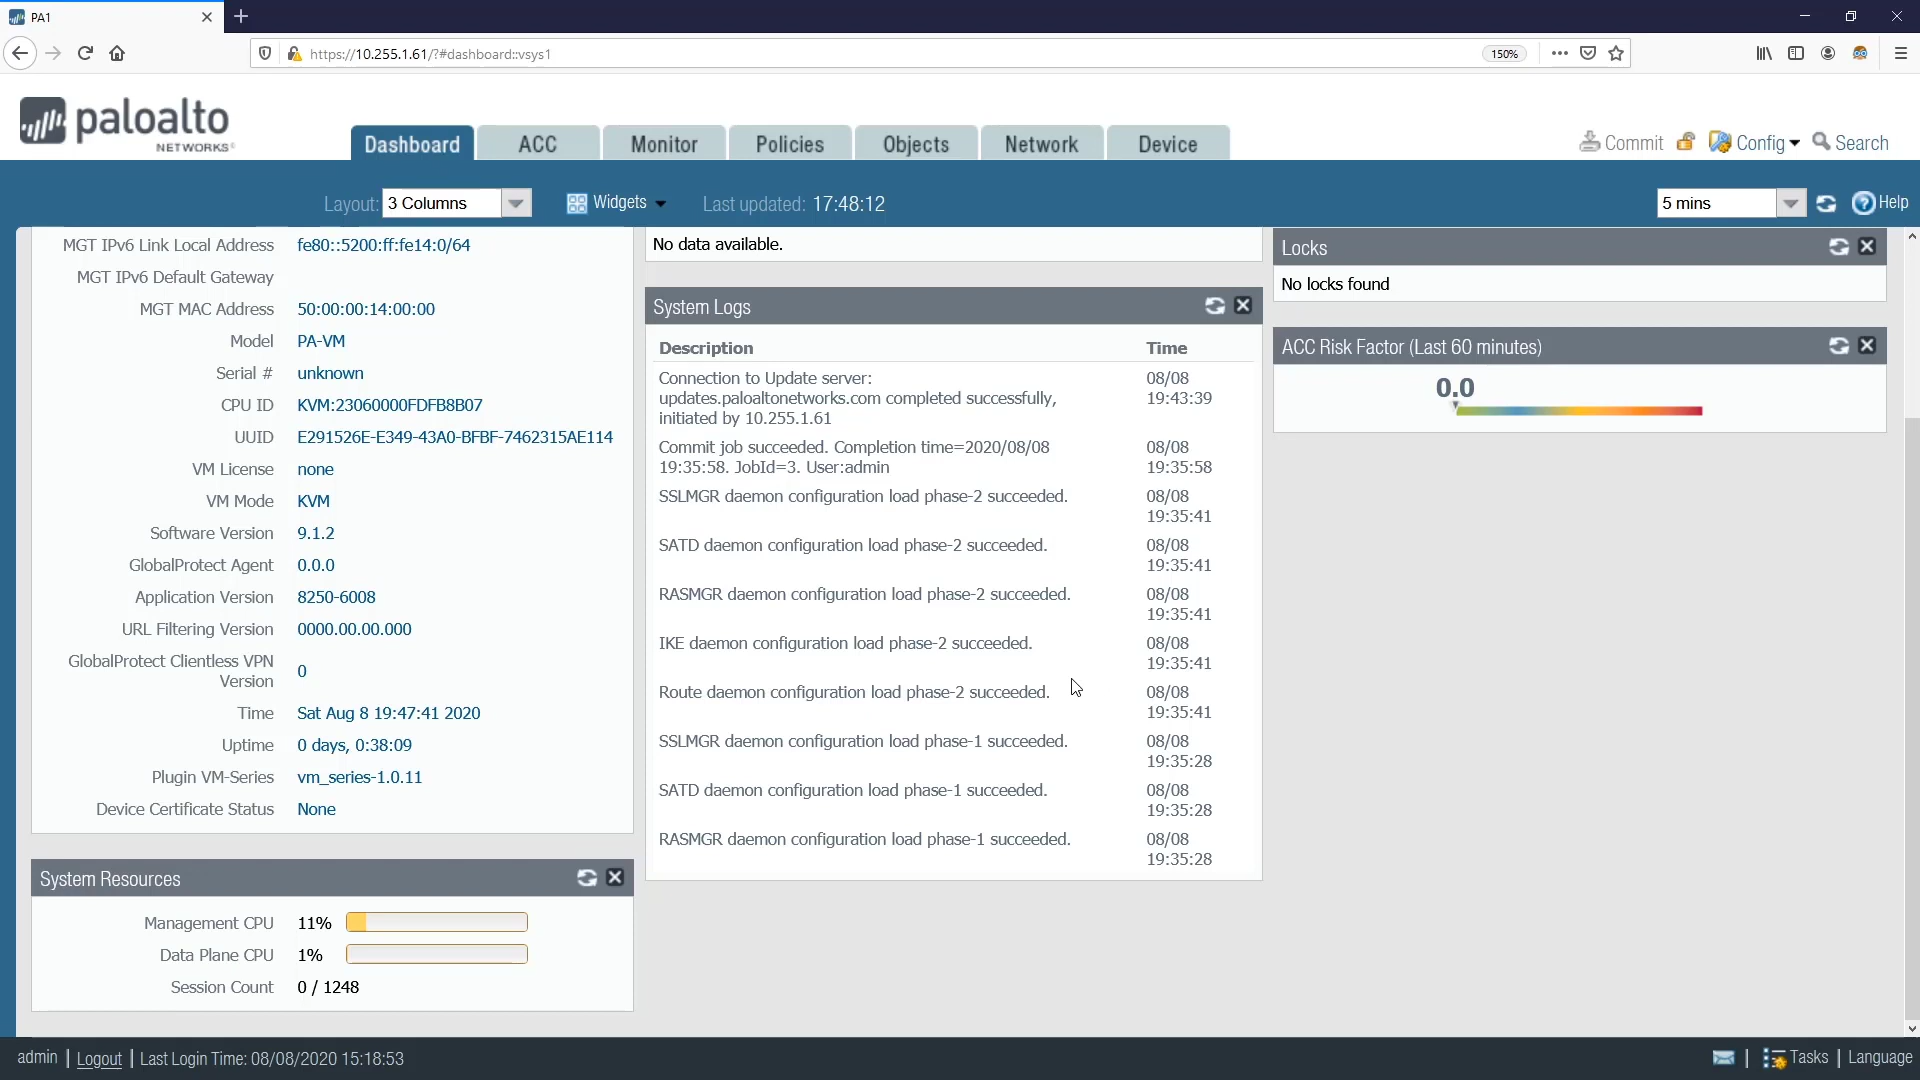 PA1
https://10.255.1.61/?#dashboard::vsys1
150%
paloalto
NETWORKS
Dashboard
ACC
Monitor
Policies
Objects
Network
Device
Commit
Config
Search
Layout: 3 Columns
Widgets
Last updated: 17:48:12
5 mins
Help
MGT IPv6 Link Local Address fe80::5200:ff:fe14:0/64
MGT IPv6 Default Gateway
MGT MAC Address 50:00:00:14:00:00
Model PA-VM
Serial # unknown
CPU ID KVM:23060000FDFB8B07
UUID E291526E-E349-43A0-BFBF-7462315AE114
VM License none
VM Mode KVM
Software Version 9.1.2
GlobalProtect Agent 0.0.0
Application Version 8250-6008
URL Filtering Version 0000.00.00.000
GlobalProtect Clientless VPN
Version 0
Time Sat Aug 8 19:47:41 2020
Uptime 0 days, 0:38:09
Plugin VM-Series vm_series-1.0.11
Device Certificate Status None
System Resources
Management CPU 11%
Data Plane CPU 1%
Session Count 0 / 1248
No data available.
System Logs
Description Time
Connection to Update server: 08/08
updates.paloaltonetworks.com completed successfully, 19:43:39
initiated by 10.255.1.61
Commit job succeeded. Completion time=2020/08/08 08/08
19:35:58. JobId=3. User:admin 19:35:58
SSLMGR daemon configuration load phase-2 succeeded. 08/08
19:35:41
SATD daemon configuration load phase-2 succeeded. 08/08
19:35:41
RASMGR daemon configuration load phase-2 succeeded. 08/08
19:35:41
IKE daemon configuration load phase-2 succeeded. 08/08
19:35:41
Route daemon configuration load phase-2 succeeded. 08/08
19:35:41
SSLMGR daemon configuration load phase-1 succeeded. 08/08
19:35:28
SATD daemon configuration load phase-1 succeeded. 08/08
19:35:28
RASMGR daemon configuration load phase-1 succeeded. 08/08
19:35:28
Locks
No locks found
ACC Risk Factor (Last 60 minutes)
0.0
admin | Logout | Last Login Time: 08/08/2020 15:18:53
| Tasks | Language